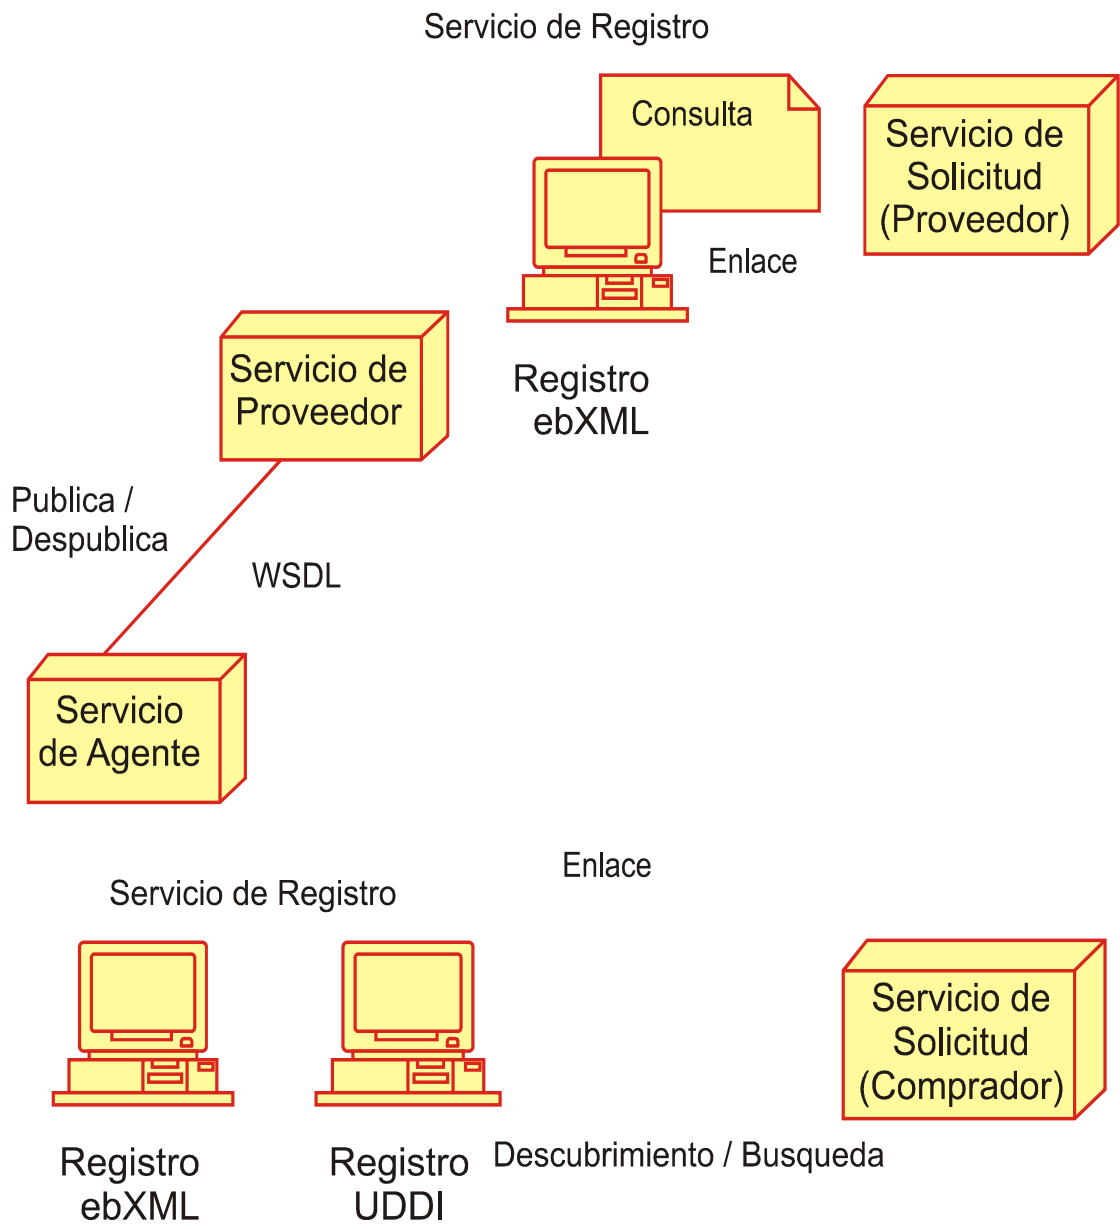 Servicio de Registro
Consulta
Servicio de
Solicitud
(Proveedor)
Enlace
Servicio de
Proveedor
Registro
ebXML
Publica /
Despublica
WSDL
Servicio
de Agente
Enlace
Servicio de Registro
Servicio de
Solicitud
(Comprador)
Registro
ebXML
Registro
UDDI
Descubrimiento / Busqueda